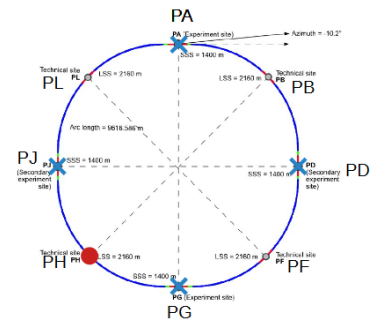 PA
PA (Experiment site)
Azimuth = -10.2°
SSS = 1400 m
Technical site
PL
LSS = 2160 m
PL
Technical site
PB
LSS = 2160 m
PB
Arc length = 9616.586 m
PJ
PJ
(Secondary
experiment
site)
SSS = 1400 m
PD
(Secondary
experiment
site)
SSS = 1400 m
PD
Technical site
PH
LSS = 2160 m
PH
Technical site
PF
LSS = 2160 m
PF
SSS = 1400 m
PG (Experiment site)
PG